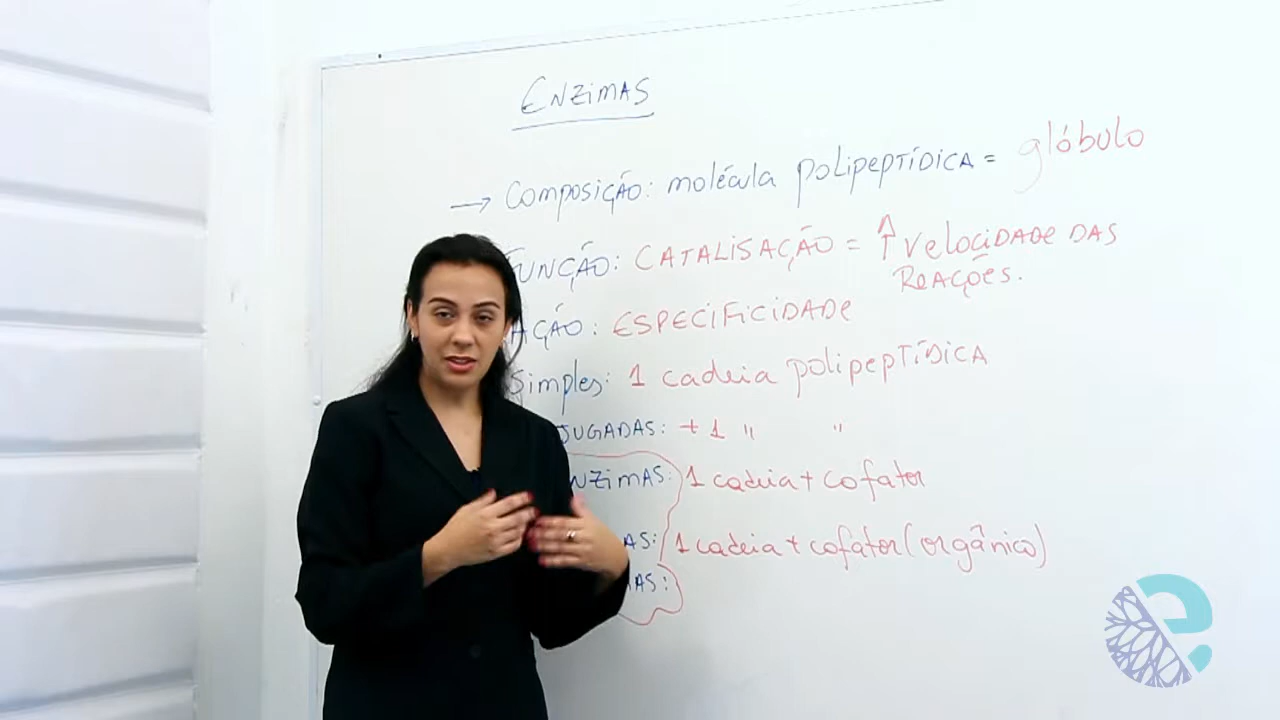 ENZIMAS
→ COMPOSIÇÃO: molécula polipeptídica = glóbulo
FUNÇÃO: CATALISAÇÃO = ↑ velocidade das
REAÇÕES.
AÇÃO: ESPECIFICIDADE
Simples: 1 cadeia polipeptídica
JUGADAS: + 1 " "
NZIMAS: 1 cadeia + cofator
AS: 1 cadeia + cofator (orgânico)
MAS: